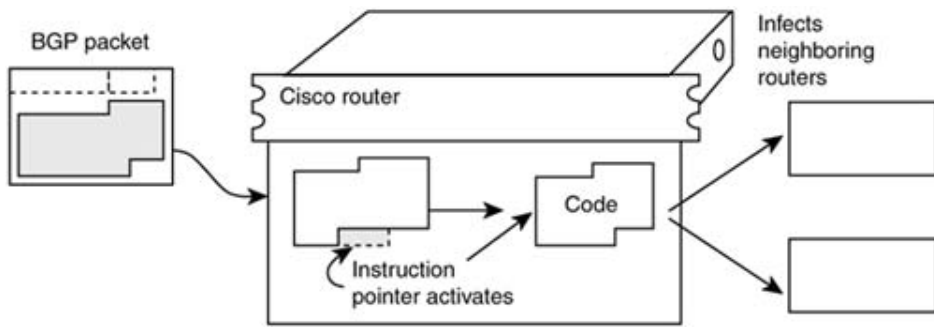 BGP packet
Cisco router
Infects
neighboring
routers
Code
Instruction
pointer activates